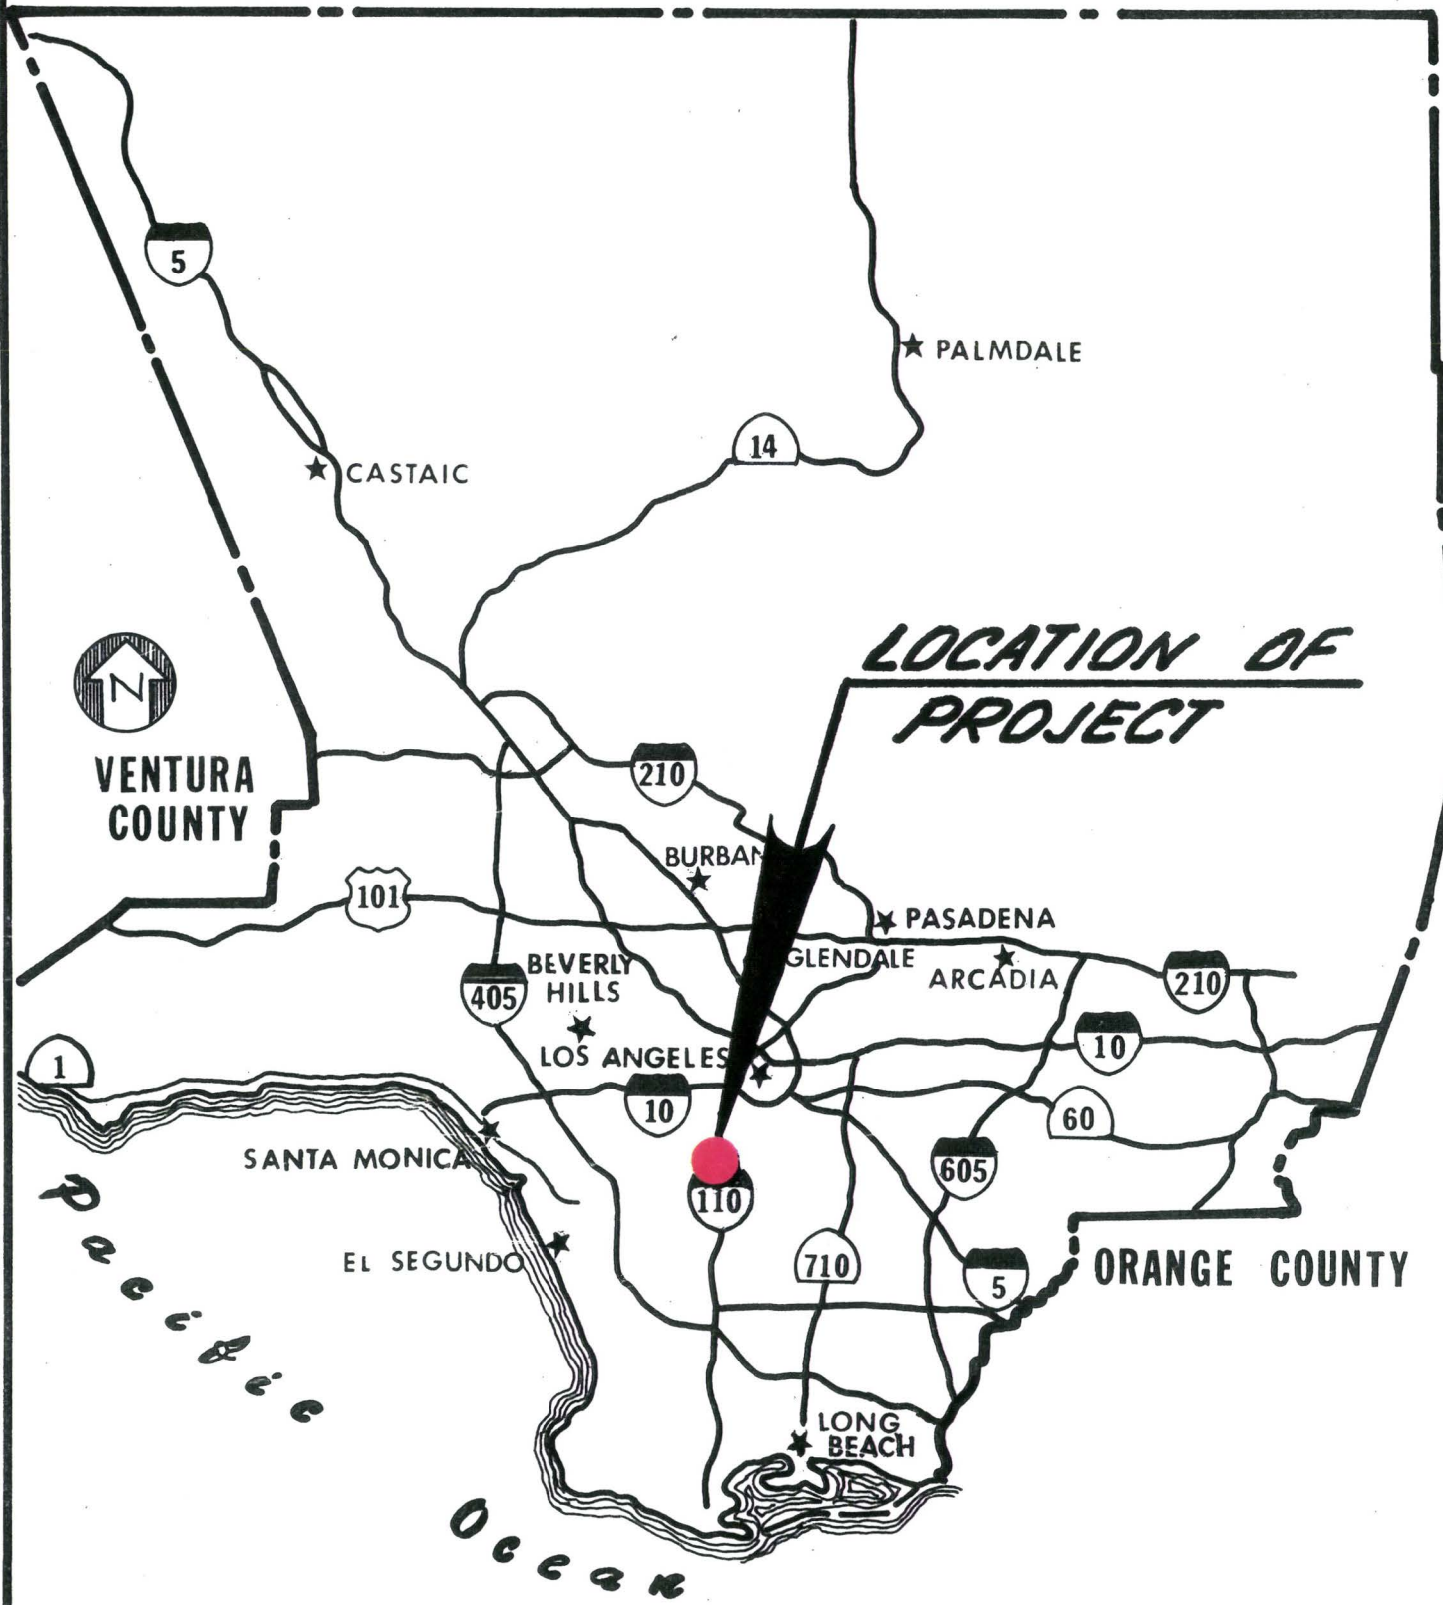 5
PALMDALE
14
CASTAIC
LOCATION OF
PROJECT
N
VENTURA
COUNTY
210
BURBAN
101
PASADENA
GLENDALE
ARCADIA
BEVERLY
HILLS
405
210
LOS ANGELES
10
1
10
60
SANTA MONICA
605
110
EL SEGUNDO
710
5
ORANGE COUNTY
Pacific
LONG
BEACH
Ocean